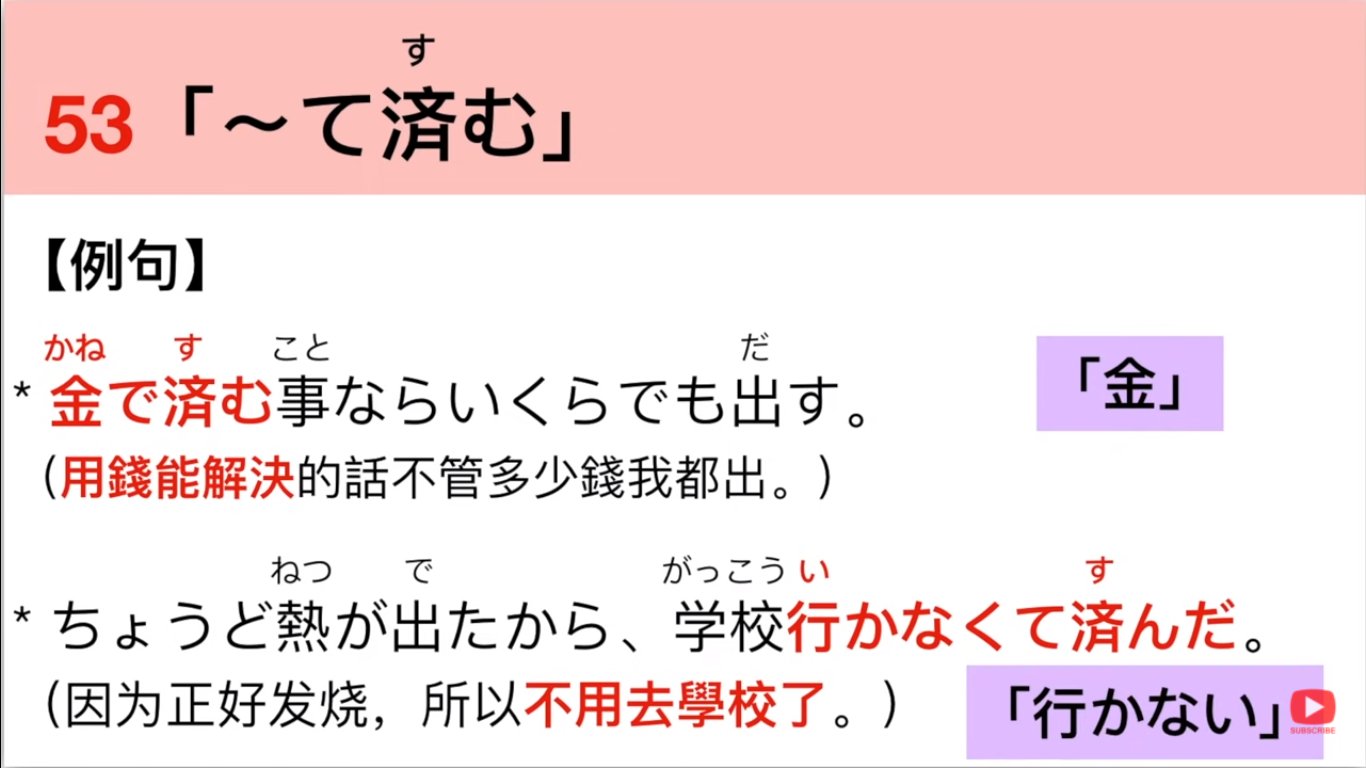 す
53「～て済む」
【例句】
かね す こと だ
* 金で済む事ならいくらでも出す。
「金」
（用錢能解決的話不管多少錢我都出。）
ねつ で がっこう い す
* ちょうど熱が出たから、学校行かなくて済んだ。
（因为正好发烧，所以不用去學校了。）
「行かない」
SUBSCRIBE